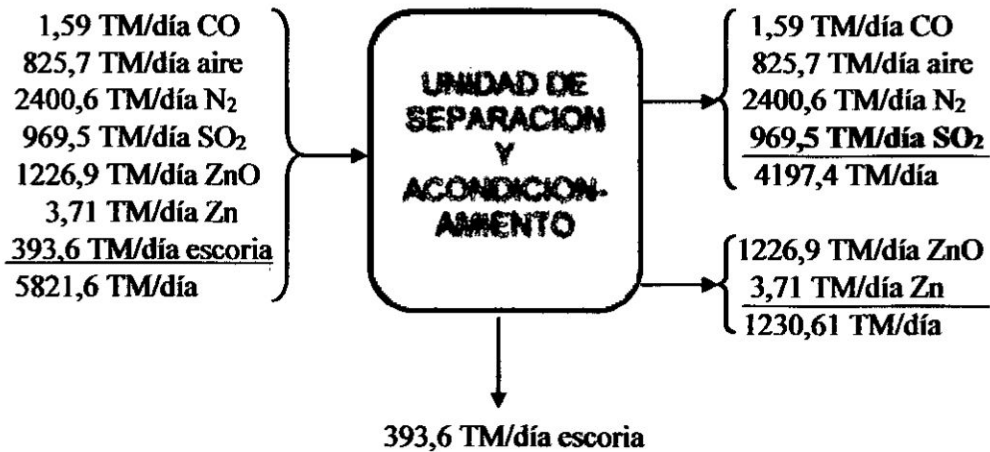 1,59 TM/día CO
825,7 TM/día aire
2400,6 TM/día N₂
969,5 TM/día SO₂
1226,9 TM/día ZnO
3,71 TM/día Zn
393,6 TM/día escoria
5821,6 TM/día
UNIDAD DE
SEPARACION
Y
ACONDICION-
AMIENTO
1,59 TM/día CO
825,7 TM/día aire
2400,6 TM/día N₂
969,5 TM/día SO₂
4197,4 TM/día
1226,9 TM/día ZnO
3,71 TM/día Zn
1230,61 TM/día
393,6 TM/día escoria